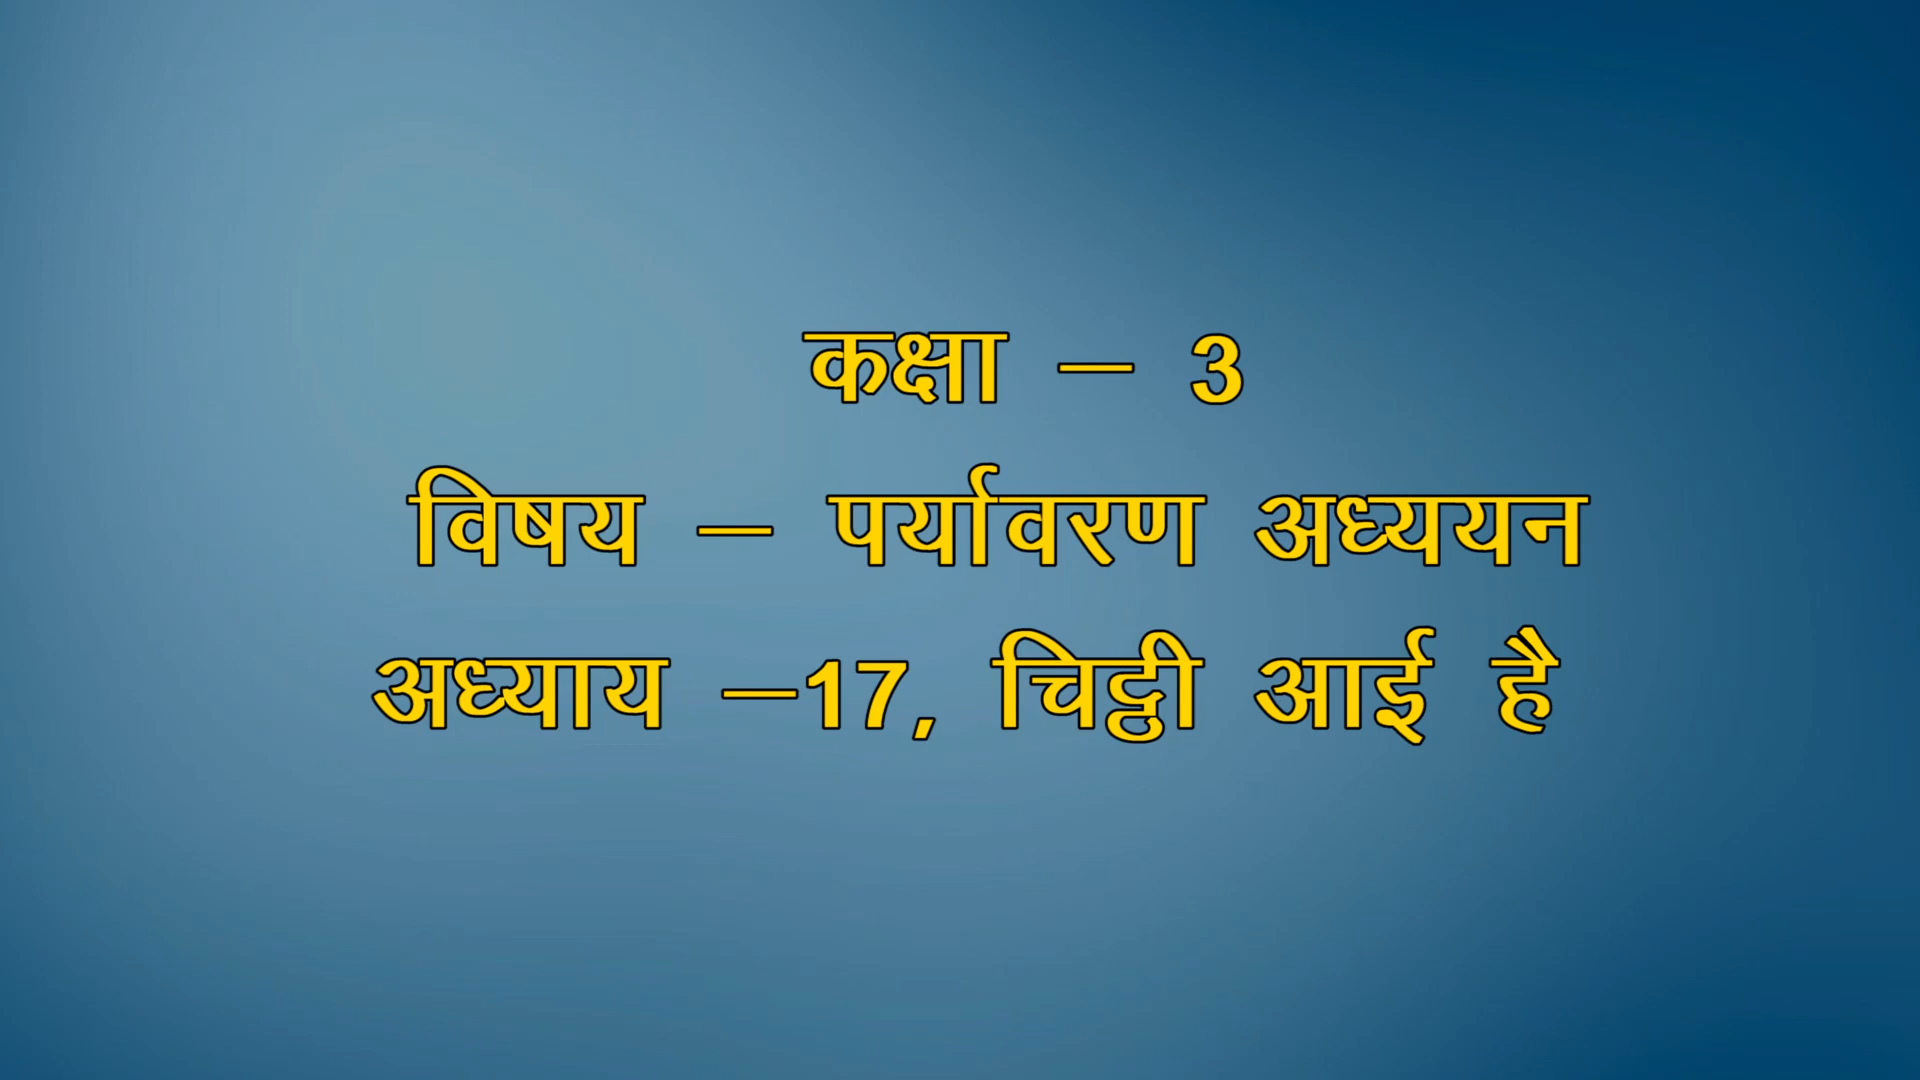 कक्षा – 3
विषय – पर्यावरण अध्ययन
अध्याय –17, चिट्ठी आई है